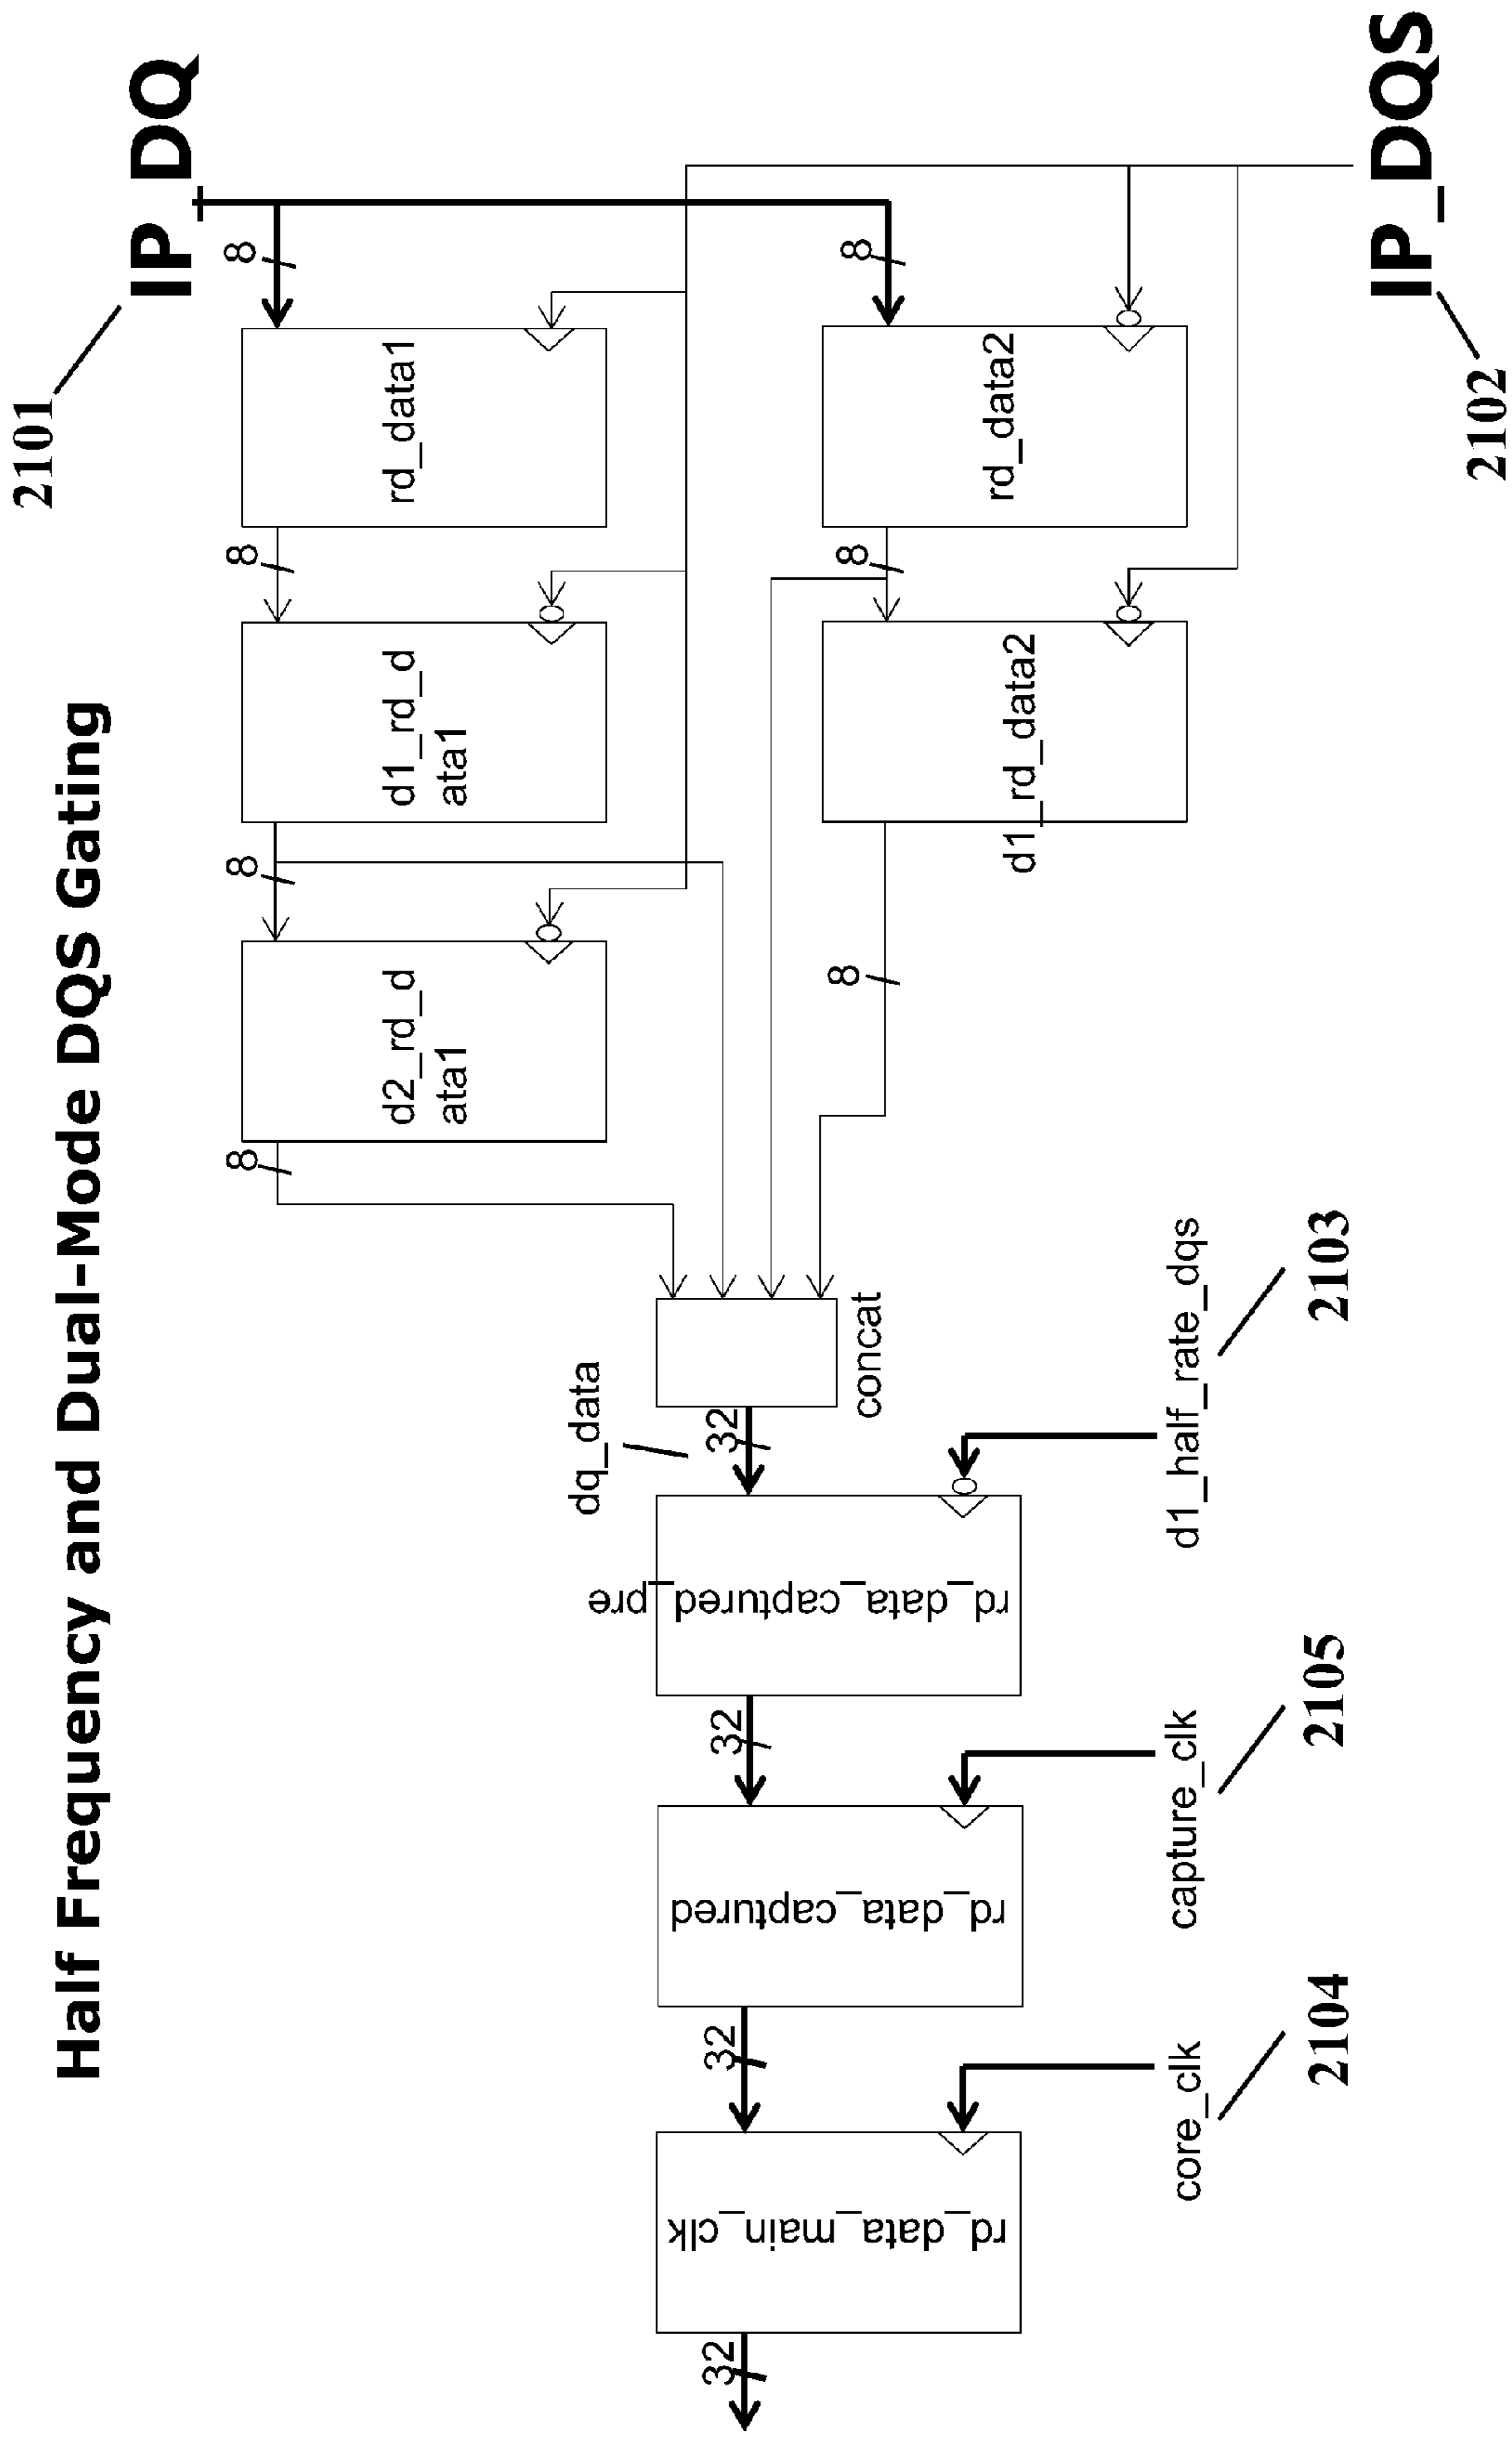 Half Frequency and Dual-Mode DQS Gating
2101
IP_DQ
8
8
rd_data1
rd_data2
8
8
d1_rd_d
ata1
d1_rd_data2
8
d2_rd_d
ata1
8
8
concat
dq_data
32
rd_data_captured_pre
d1_half_rate_dqs
2103
32
rd_data_captured
capture_clk
2105
32
rd_data_main_clk
core_clk
2104
32
IP_DQS
2102